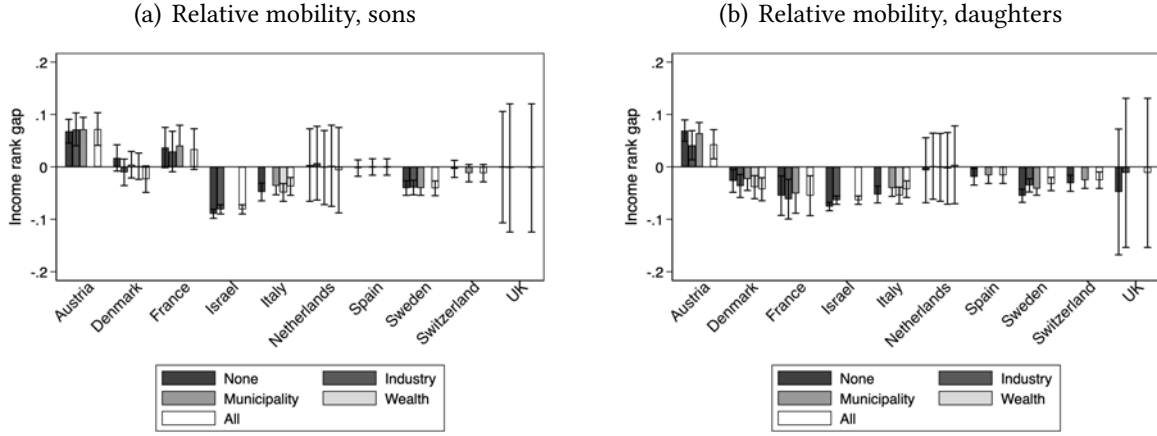 (a) Relative mobility, sons
.2
.1
0
-.1
-.2
Income rank gap
Austria
Denmark
France
Israel
Italy
Netherlands
Spain
Sweden
Switzerland
UK
None
Industry
Municipality
Wealth
All
(b) Relative mobility, daughters
.2
.1
0
-.1
-.2
Income rank gap
Austria
Denmark
France
Israel
Italy
Netherlands
Spain
Sweden
Switzerland
UK
None
Industry
Municipality
Wealth
All